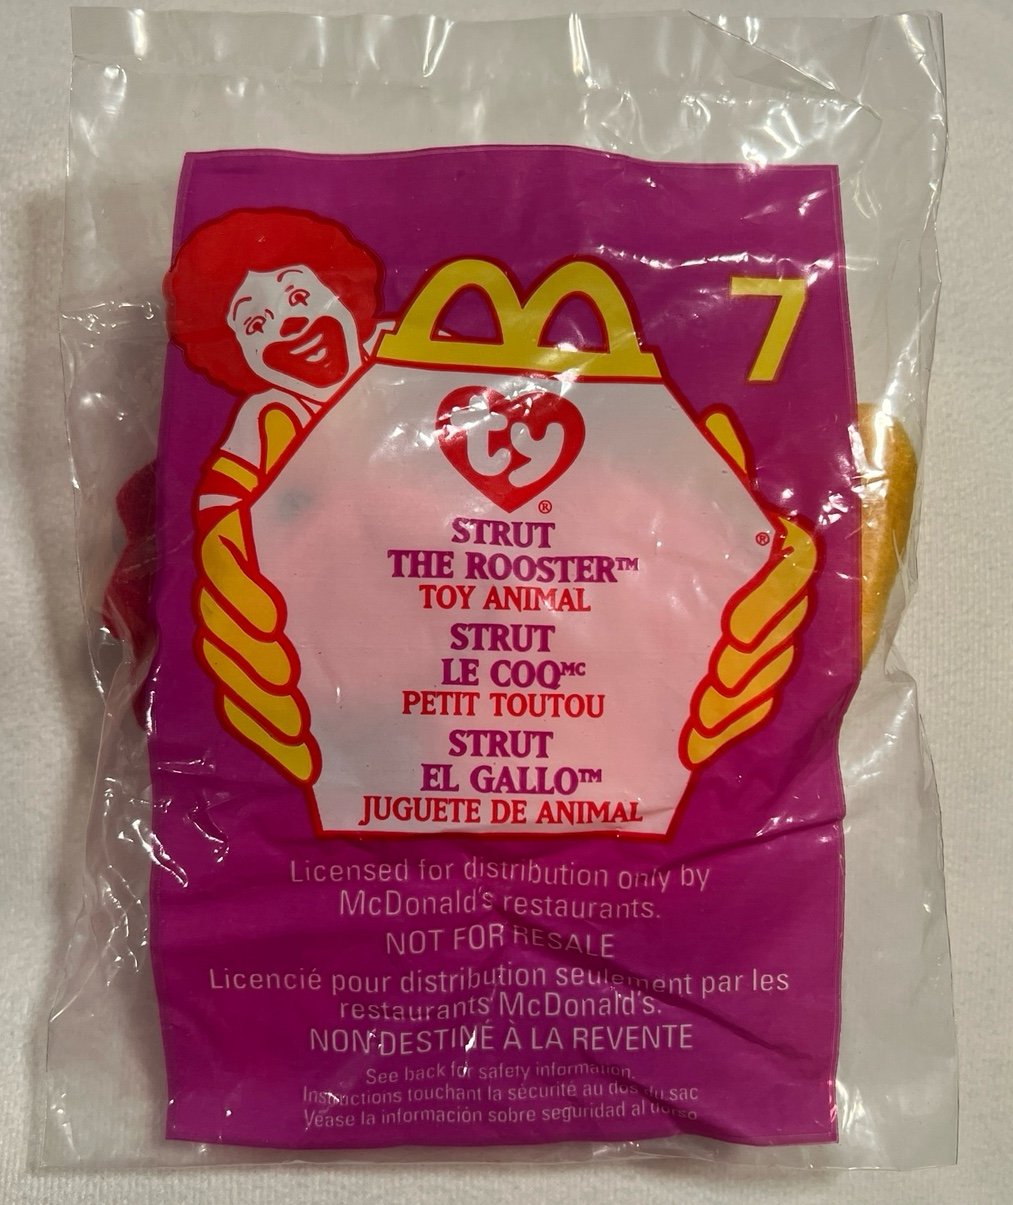 7
ty®
STRUT
THE ROOSTER™
TOY ANIMAL
STRUT
LE COQᴹᶜ
PETIT TOUTOU
STRUT
EL GALLO™
JUGUETE DE ANIMAL
®
Licensed for distribution only by
McDonald's restaurants.
NOT FOR RESALE
Licencié pour distribution seulement par les
restaurants McDonald's.
NON DESTINÉ À LA REVENTE
See back for safety information.
Instructions touchant la sécurité au dos du sac
Véase la información sobre seguridad al dorso